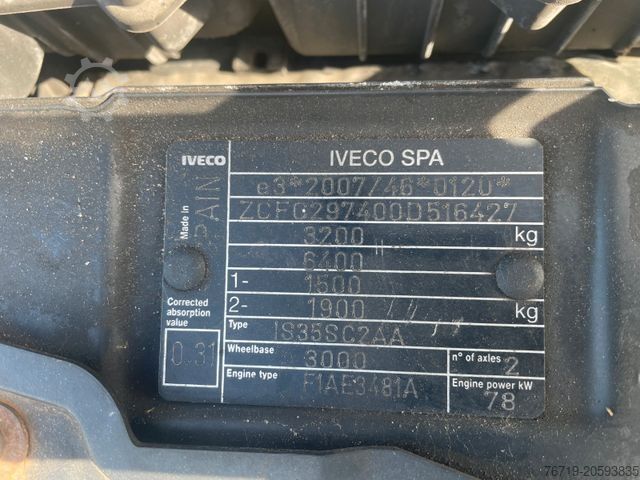 IVECO
IVECO SPA
e3*2007/46*0120*
ZCFC297400D516427
3200 kg
6400
1- 1500
2- 1900 kg
Type IS35SC2AA
Wheelbase 3000
n° of axles 2
Engine type F1AE3481A
Engine power kW 78
Made in SPAIN
Corrected
absorption
value
0.31
76719-20593835